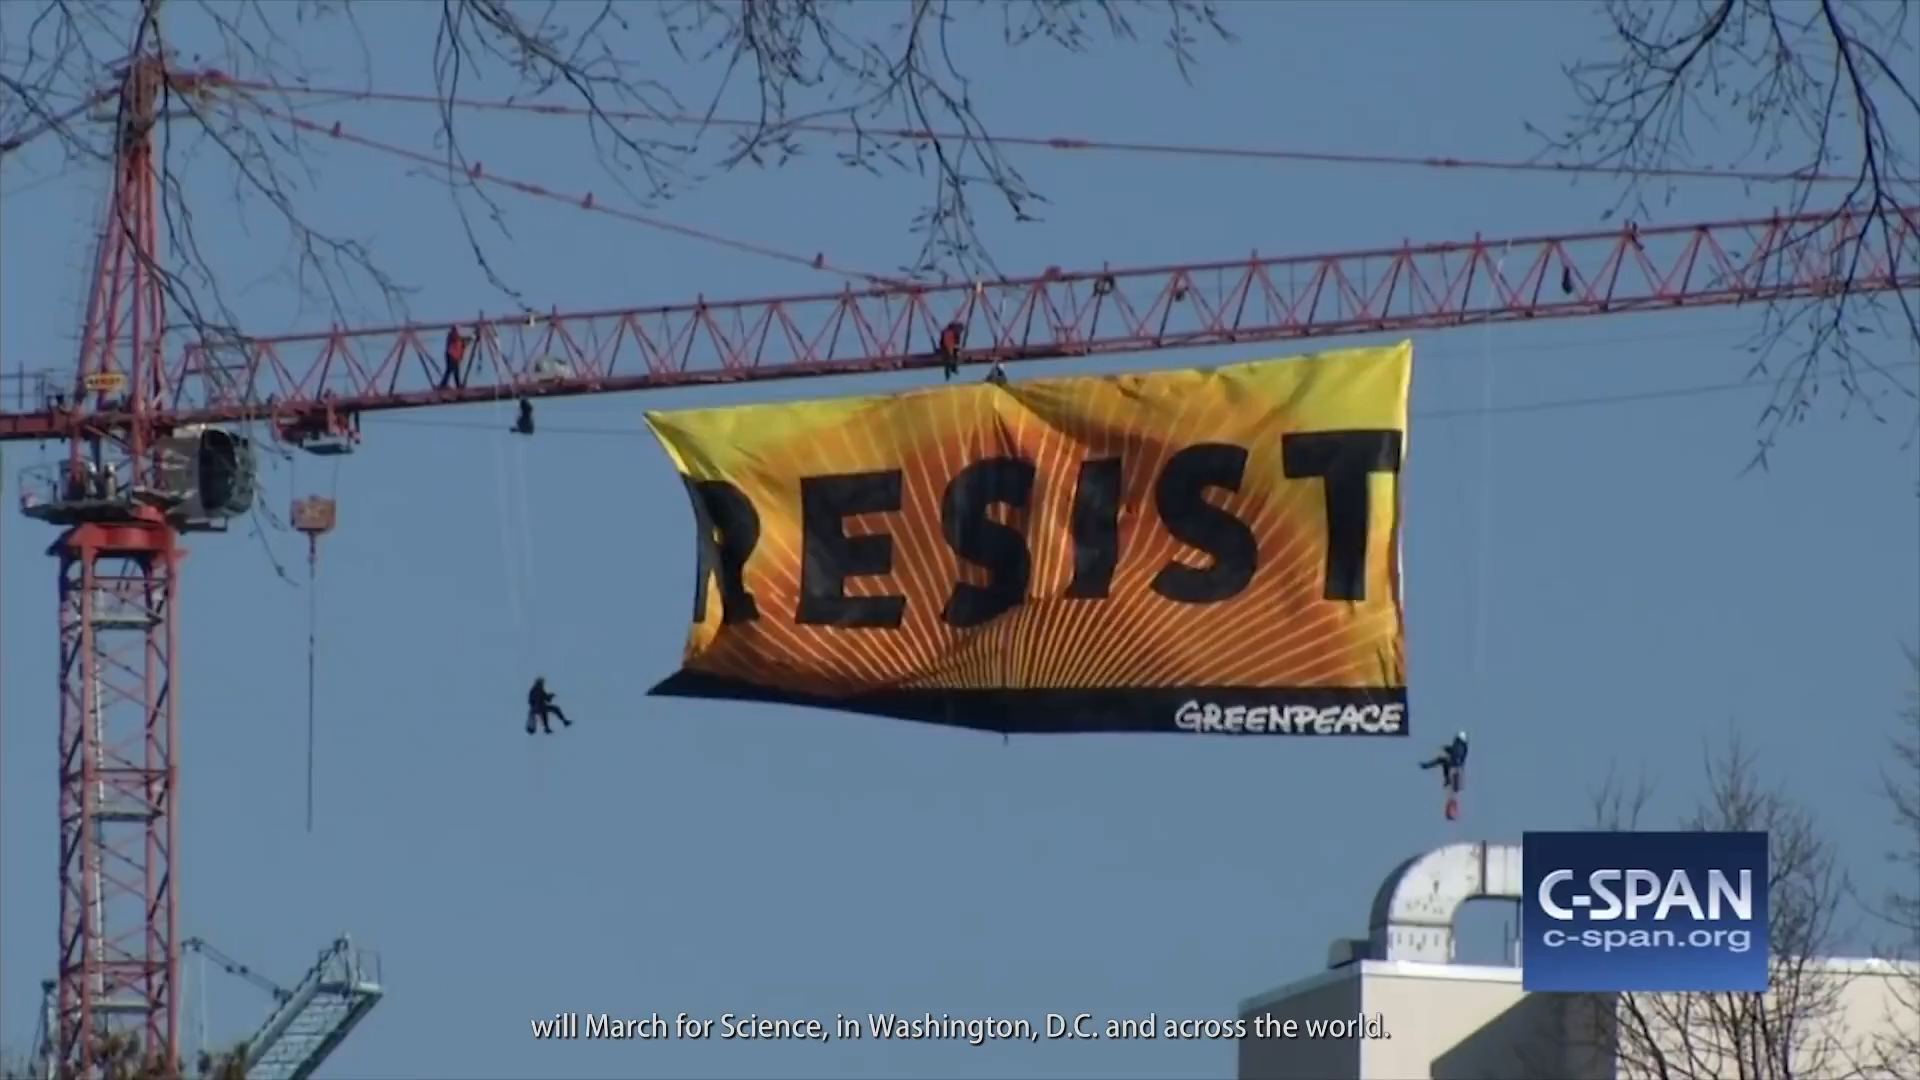 RESIST
GREENPEACE
C-SPAN
c-span.org
will March for Science, in Washington, D.C. and across the world.